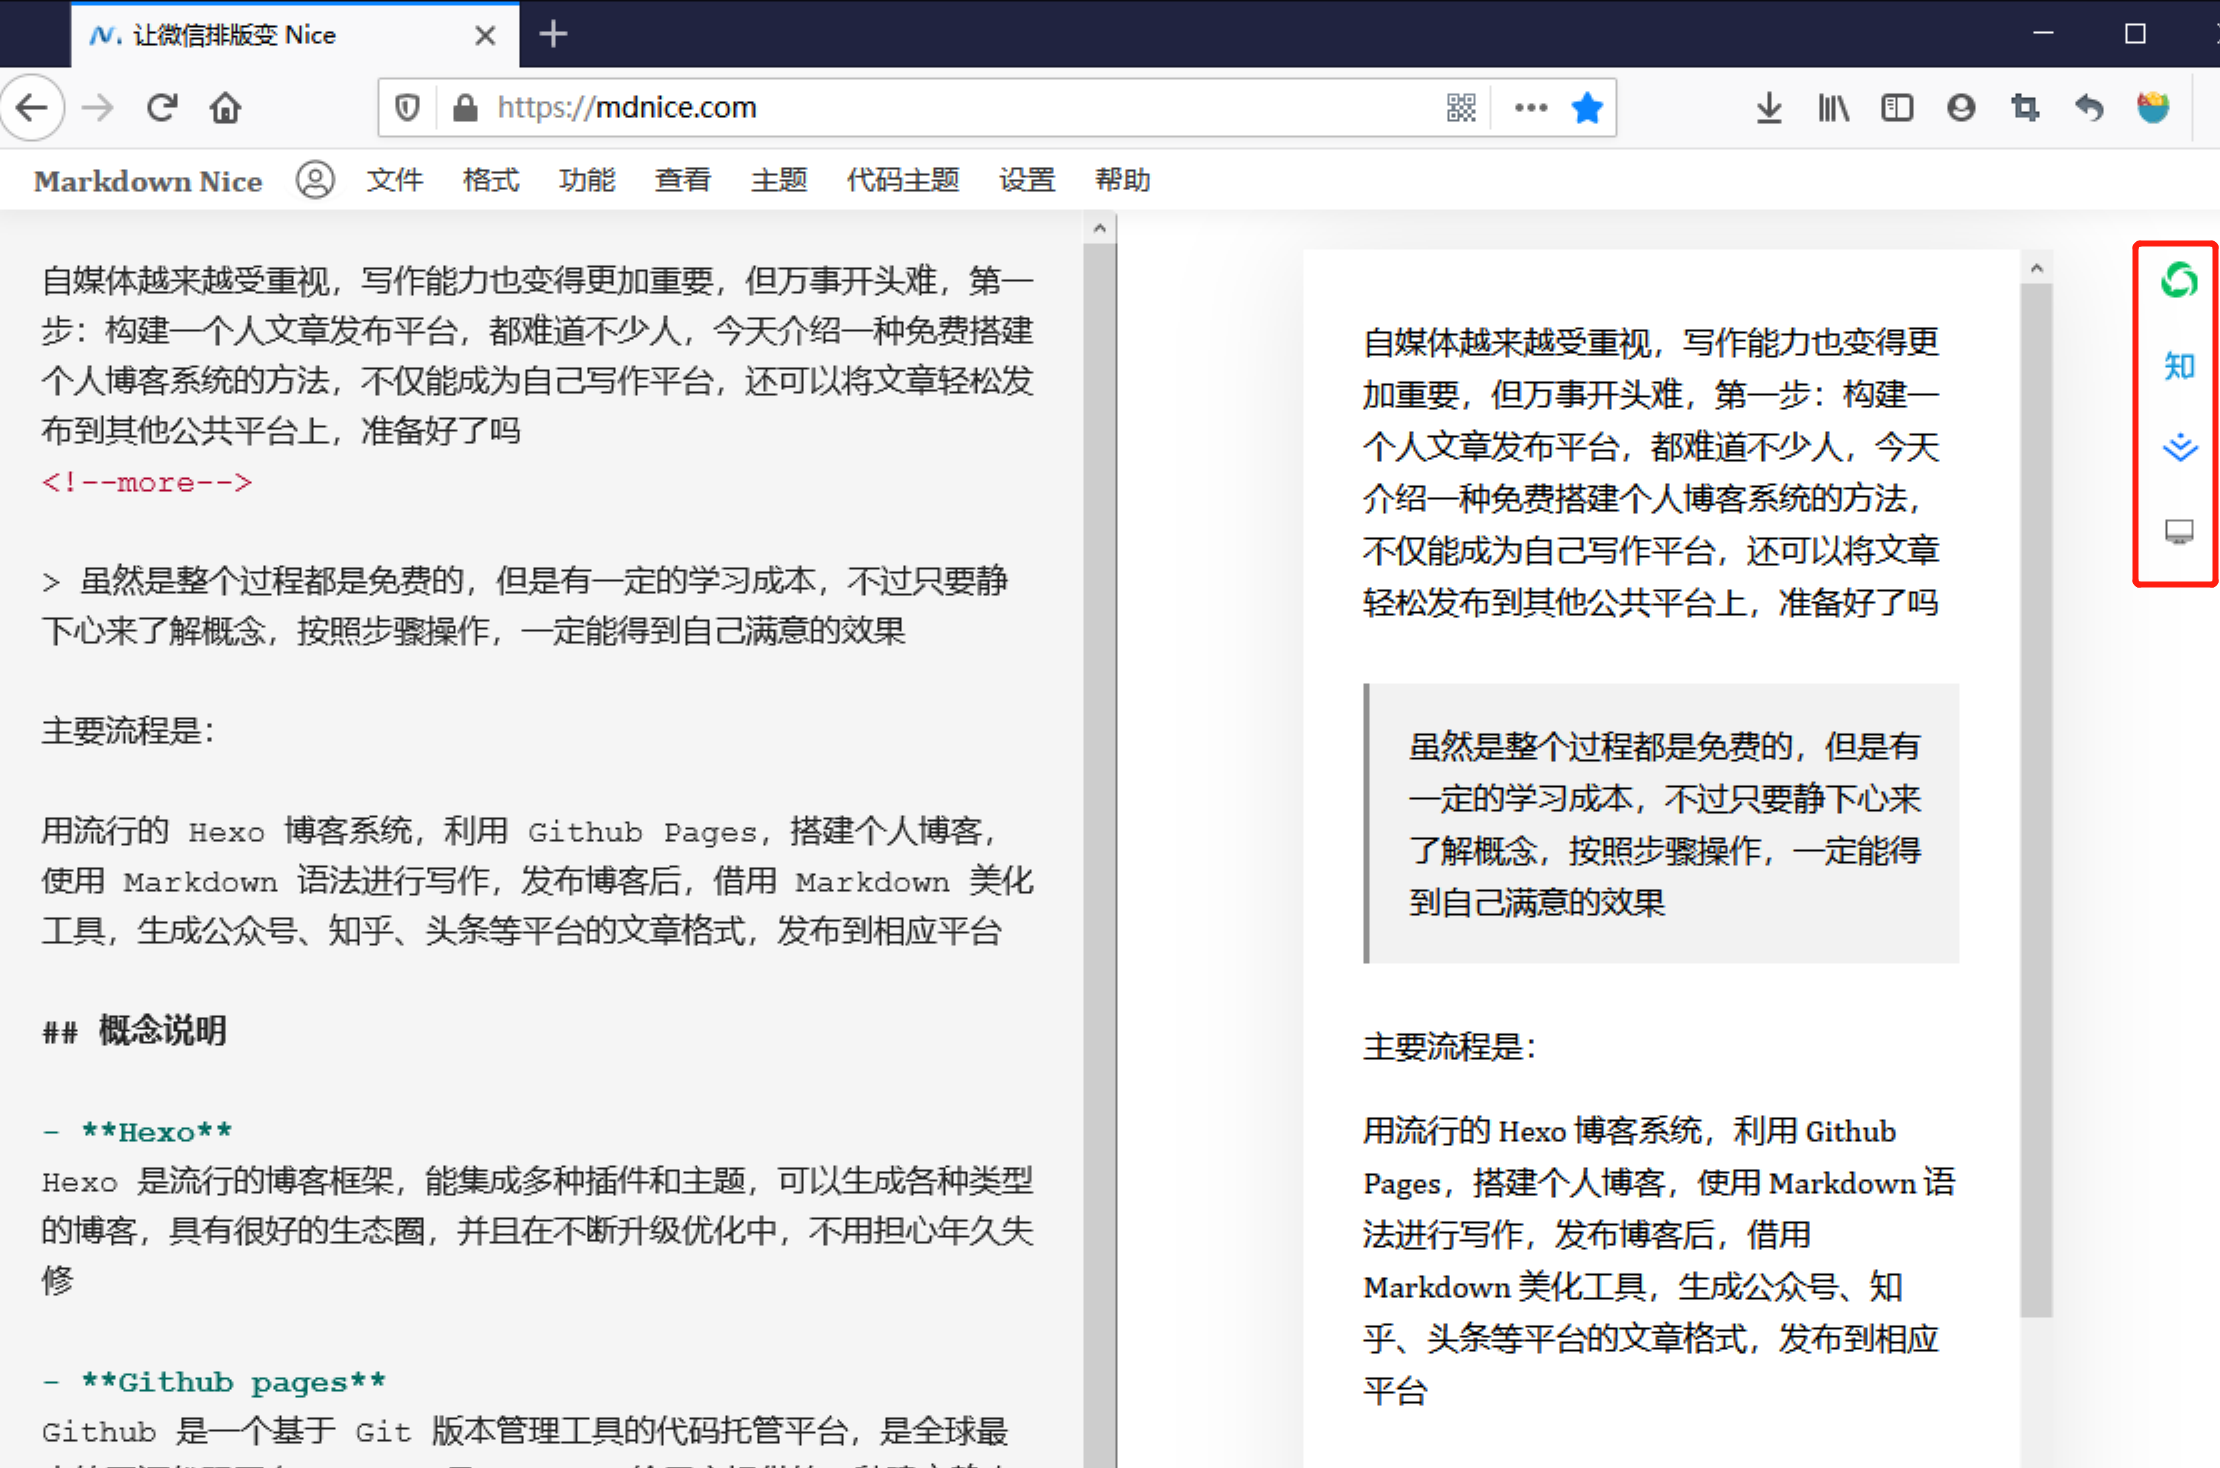 让微信排版变 Nice
https://mdnice.com
Markdown Nice 文件 格式 功能 查看 主题 代码主题 设置 帮助
自媒体越来越受重视，写作能力也变得更加重要，但万事开头难，第一
步：构建一个人文章发布平台，都难道不少人，今天介绍一种免费搭建
个人博客系统的方法，不仅能成为自己写作平台，还可以将文章轻松发
布到其他公共平台上，准备好了吗
<!--more-->
> 虽然是整个过程都是免费的，但是有一定的学习成本，不过只要静
下心来了解概念，按照步骤操作，一定能得到自己满意的效果
主要流程是：
用流行的 Hexo 博客系统，利用 Github Pages，搭建个人博客，
使用 Markdown 语法进行写作，发布博客后，借用 Markdown 美化
工具，生成公众号、知乎、头条等平台的文章格式，发布到相应平台
## 概念说明
- **Hexo**
Hexo 是流行的博客框架，能集成多种插件和主题，可以生成各种类型
的博客，具有很好的生态圈，并且在不断升级优化中，不用担心年久失
修
- **Github pages**
Github 是一个基于 Git 版本管理工具的代码托管平台，是全球最
自媒体越来越受重视，写作能力也变得更
加重要，但万事开头难，第一步：构建一
个人文章发布平台，都难道不少人，今天
介绍一种免费搭建个人博客系统的方法，
不仅能成为自己写作平台，还可以将文章
轻松发布到其他公共平台上，准备好了吗
虽然是整个过程都是免费的，但是有
一定的学习成本，不过只要静下心来
了解概念，按照步骤操作，一定能得
到自己满意的效果
主要流程是：
用流行的 Hexo 博客系统，利用 Github
Pages，搭建个人博客，使用 Markdown 语
法进行写作，发布博客后，借用
Markdown 美化工具，生成公众号、知
乎、头条等平台的文章格式，发布到相应
平台
知